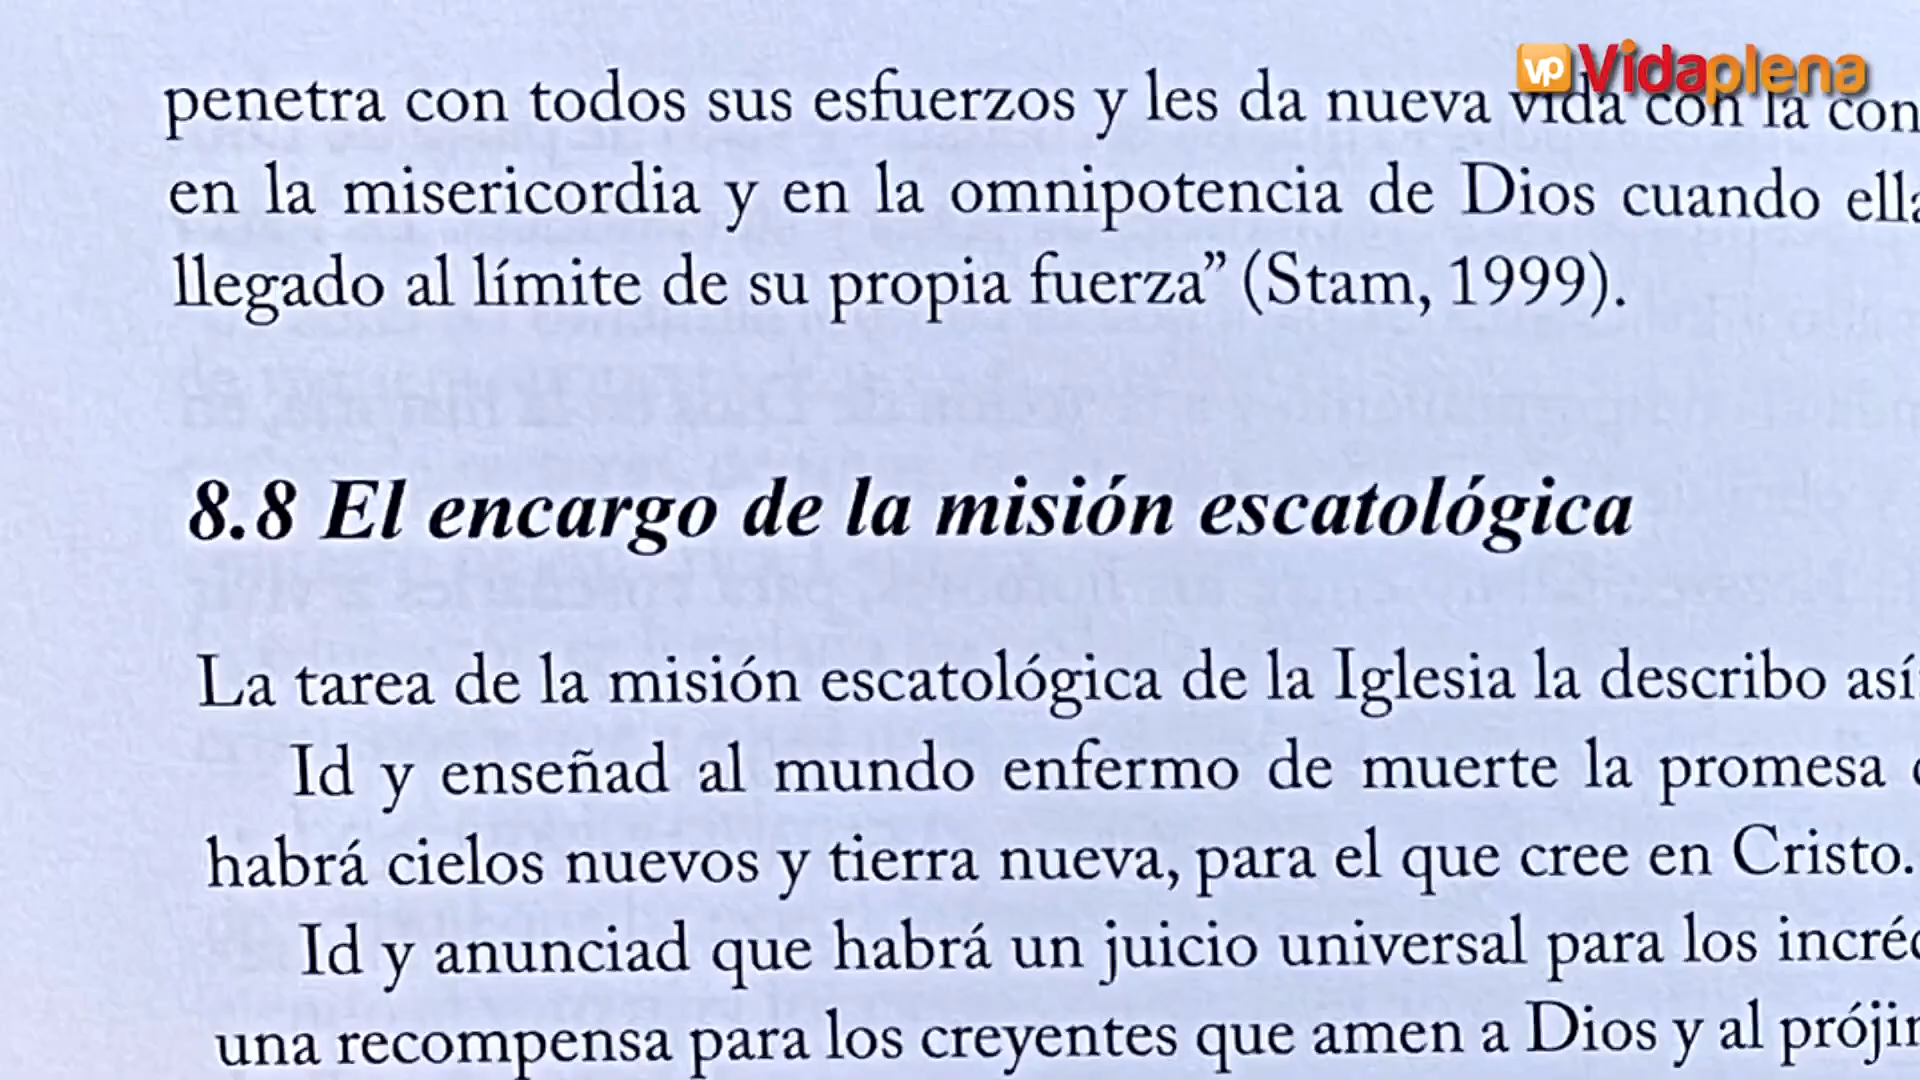 vp Vidaplena
penetra con todos sus esfuerzos y les da nueva vida con la con
en la misericordia y en la omnipotencia de Dios cuando ella
llegado al límite de su propia fuerza” (Stam, 1999).
8.8 El encargo de la misión escatológica
La tarea de la misión escatológica de la Iglesia la describo así
Id y enseñad al mundo enfermo de muerte la promesa
habrá cielos nuevos y tierra nueva, para el que cree en Cristo.
Id y anunciad que habrá un juicio universal para los
una recompensa para los creyentes que amen a Dios y al